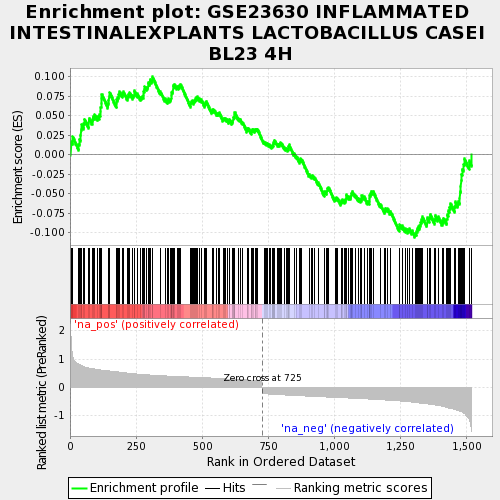 Enrichment plot: GSE23630 INFLAMMATED
INTESTINALEXPLANTS LACTOBACILLUS CASEI
BL23 4H
0.100
0.075
0.050
0.025
0.000
-0.025
-0.050
-0.075
-0.100
Enrichment score (ES)
'na_pos' (positively correlated)
2
1
0
-1
Zero cross at 725
'na_neg' (negatively correlated)
Ranked list metric (PreRanked)
0 250 500 750 1,000 1,250 1,500
Rank in Ordered Dataset
Enrichment profile Hits Ranking metric scores